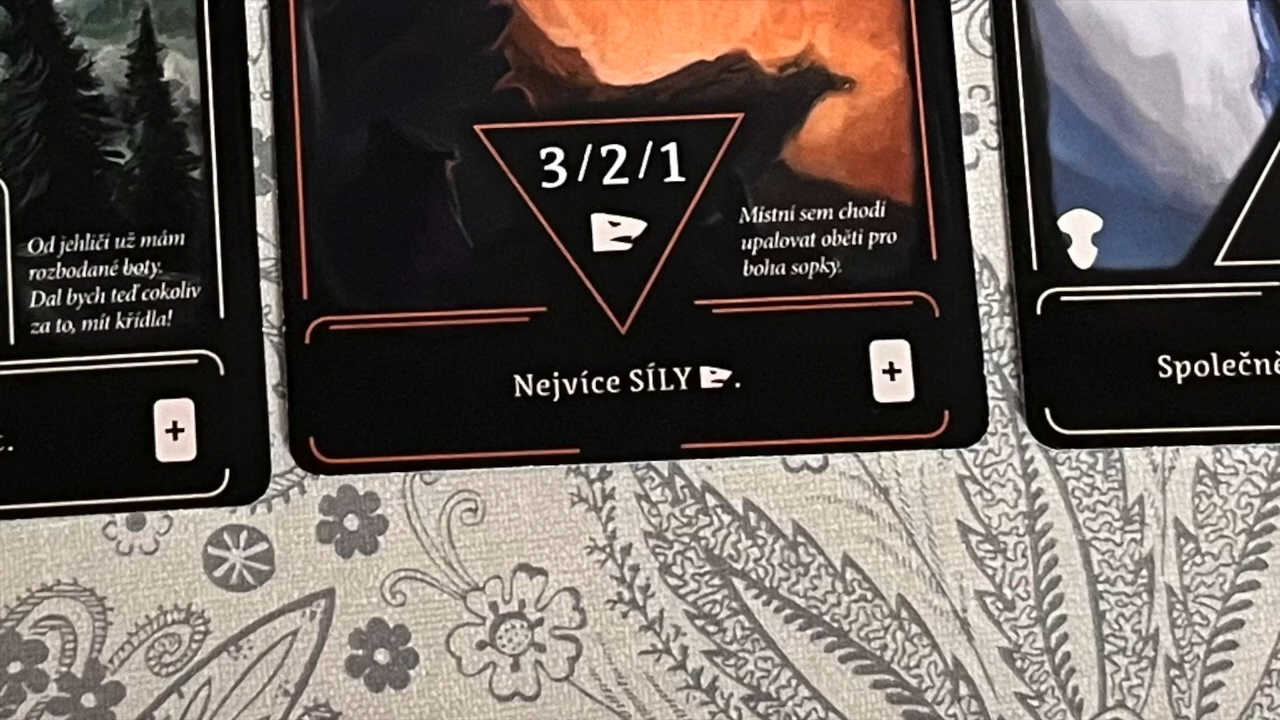 Od jehličí už mám
rozbodané boty.
Dal bych teď cokoliv
za to, mít křídla!
+
3/2/1
Místní sem chodí
upalovat oběti pro
boha sopky.
Nejvíce SÍLY .
+
Společně